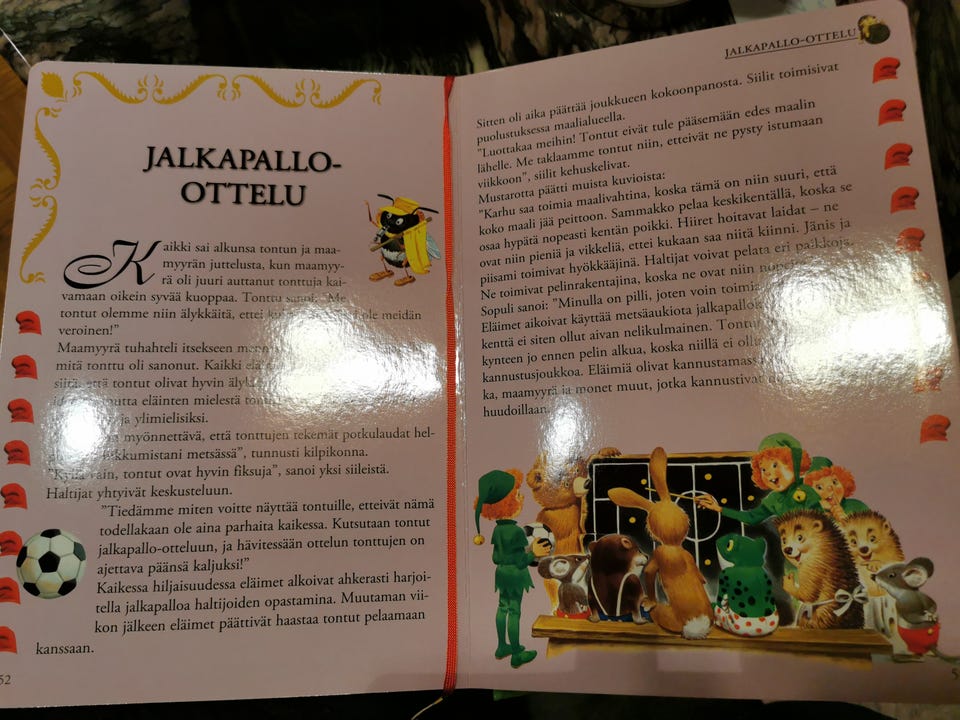 JALKAPALLO-
OTTELU
Kaikki sai alkunsa tontun ja maa-
myyrän juttelusta, kun maamyy-
rä oli juuri auttanut tonttuja kai-
vamaan oikein syvää kuoppaa. Tonttu sanoi: "Me
tontut olemme niin älykkäitä, ettei ole meidän
veroinen!"
Maamyyrä tuhahteli itsekseen
mitä tonttu oli sanonut. Kaikki
siitä, että tontut olivat hyvin
mutta eläinten mielestä
ja ylimielisiksi.
myönnettävä, että tonttujen tekemät potkulaudat hel-
metsässä", tunnusti kilpikonna.
"Kyllä vain, tontut ovat hyvin fiksuja", sanoi yksi siileistä.
Haltijat yhtyivät keskusteluun.
"Tiedämme miten voitte näyttää tontuille, etteivät nämä
todellakaan ole aina parhaita kaikessa. Kutsutaan tontut
jalkapallo-otteluun, ja hävitessään ottelun tonttujen on
ajettava päänsä kaljuksi!"
Kaikessa hiljaisuudessa eläimet alkoivat ahkerasti harjoi-
tella jalkapalloa haltijoiden opastamina. Muutaman vii-
kon jälkeen eläimet päättivät haastaa tontut pelaamaan
kanssaan.
52
JALKAPALLO-OTTELU
Sitten oli aika päättää joukkueen kokoonpanosta. Siilit toimisivat
puolustuksessa maalialueella.
"Luottakaa meihin! Tontut eivät tule pääsemään edes maalin
lähelle. Me taklaamme tontut niin, etteivät ne pysty istumaan
viikkoon", siilit kehuskelivat.
Mustarotta päätti muista kuvioista:
"Karhu saa toimia maalivahtina, koska tämä on niin suuri, että
koko maali jää peittoon. Sammakko pelaa keskikentällä, koska se
osaa hypätä nopeasti kentän poikki. Hiiret hoitavat laidat – ne
ovat niin pieniä ja vikkeliä, ettei kukaan saa niitä kiinni. Jänis ja
piisami toimivat hyökkääjinä. Haltijat voivat pelata eri paikkoja.
Ne toimivat pelinrakentajina, koska ne ovat niin
Sopuli sanoi: "Minulla on pilli, joten voin
Eläimet aikoivat käyttää metsäaukiota
kenttä ei siten ollut aivan nelikulmainen.
kynteen jo ennen pelin alkua, koska niillä ei
kannustusjoukkoa. Eläimiä olivat
ka, maamyyrä ja monet muut, jotka kannustivat
huudoillaan.